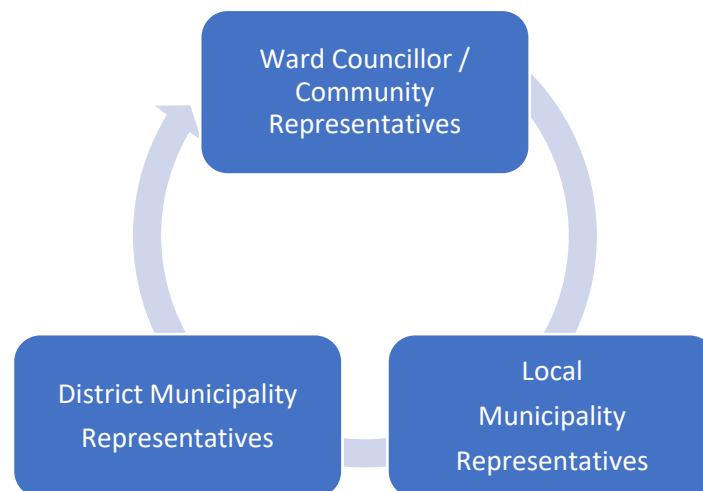 Ward Councillor /
Community
Representatives
District Municipality
Representatives
Local
Municipality
Representatives